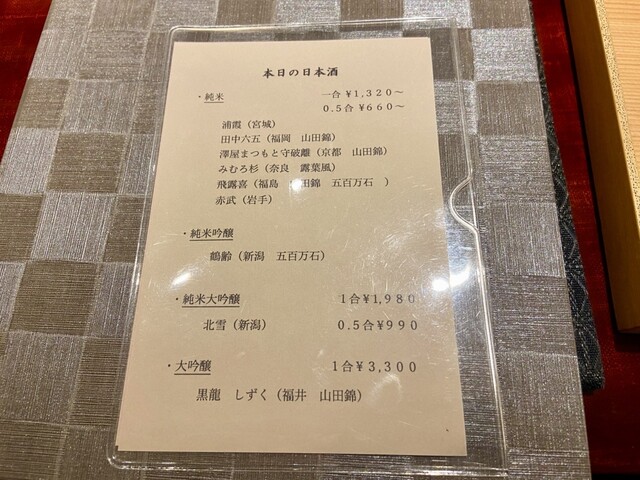 本日の日本酒
・純米 一合¥1,320~
0.5合¥660~
浦霞(宮城)
田中六五(福岡 山田錦)
澤屋まつもと守破離(京都 山田錦)
みむろ杉(奈良 露葉風)
飛露喜(福島 田錦 五百万石 )
赤武(岩手)
・純米吟醸
鶴齢(新潟 五百万石)
・純米大吟醸 1合¥1,980
北雪(新潟) 0.5合¥990
・大吟醸 1合¥3,300
黒龍 しずく(福井 山田錦)